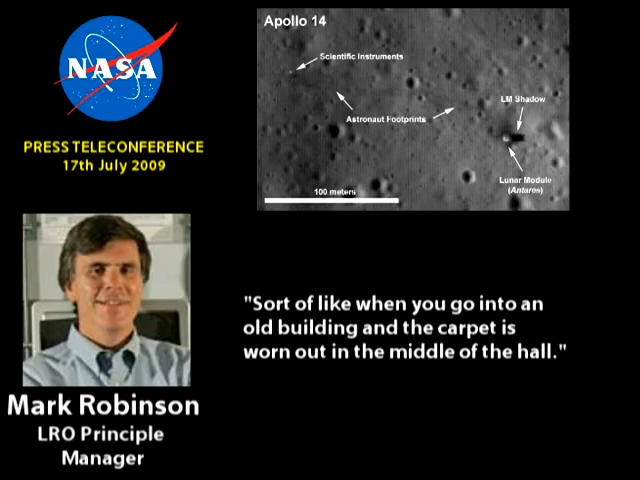 NASA
PRESS TELECONFERENCE
17th July 2009
Apollo 14
Scientific Instruments
Astronaut Footprints
LM Shadow
Lunar Module
(Antares)
100 meters
"Sort of like when you go into an
old building and the carpet is
worn out in the middle of the hall."
Mark Robinson
LRO Principle
Manager